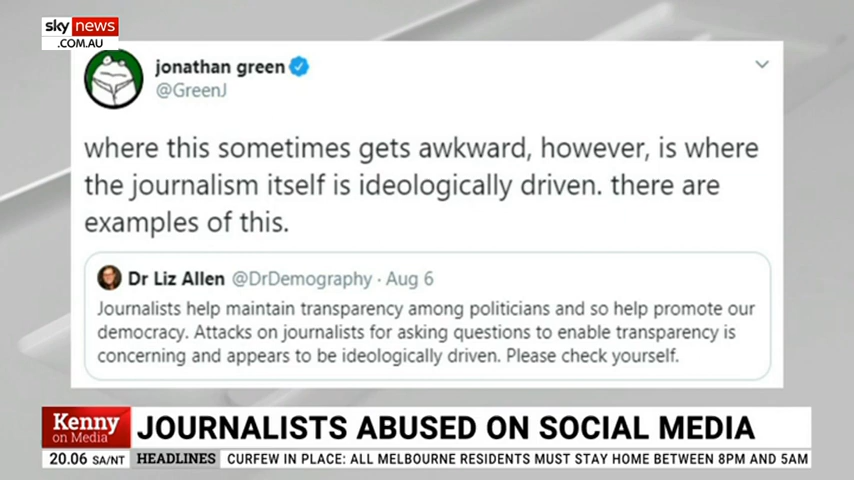 sky news
.COM.AU
jonathan green
@GreenJ
where this sometimes gets awkward, however, is where
the journalism itself is ideologically driven. there are
examples of this.
Dr Liz Allen @DrDemography · Aug 6
Journalists help maintain transparency among politicians and so help promote our
democracy. Attacks on journalists for asking questions to enable transparency is
concerning and appears to be ideologically driven. Please check yourself.
Kenny
on Media
JOURNALISTS ABUSED ON SOCIAL MEDIA
20.06 SA/NT HEADLINES CURFEW IN PLACE: ALL MELBOURNE RESIDENTS MUST STAY HOME BETWEEN 8PM AND 5AM